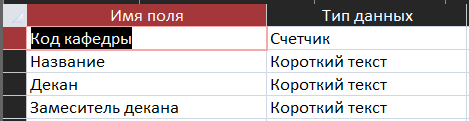 Имя поля Тип данных
Код кафедры Счетчик
Название Короткий текст
Декан Короткий текст
Заместитель декана Короткий текст